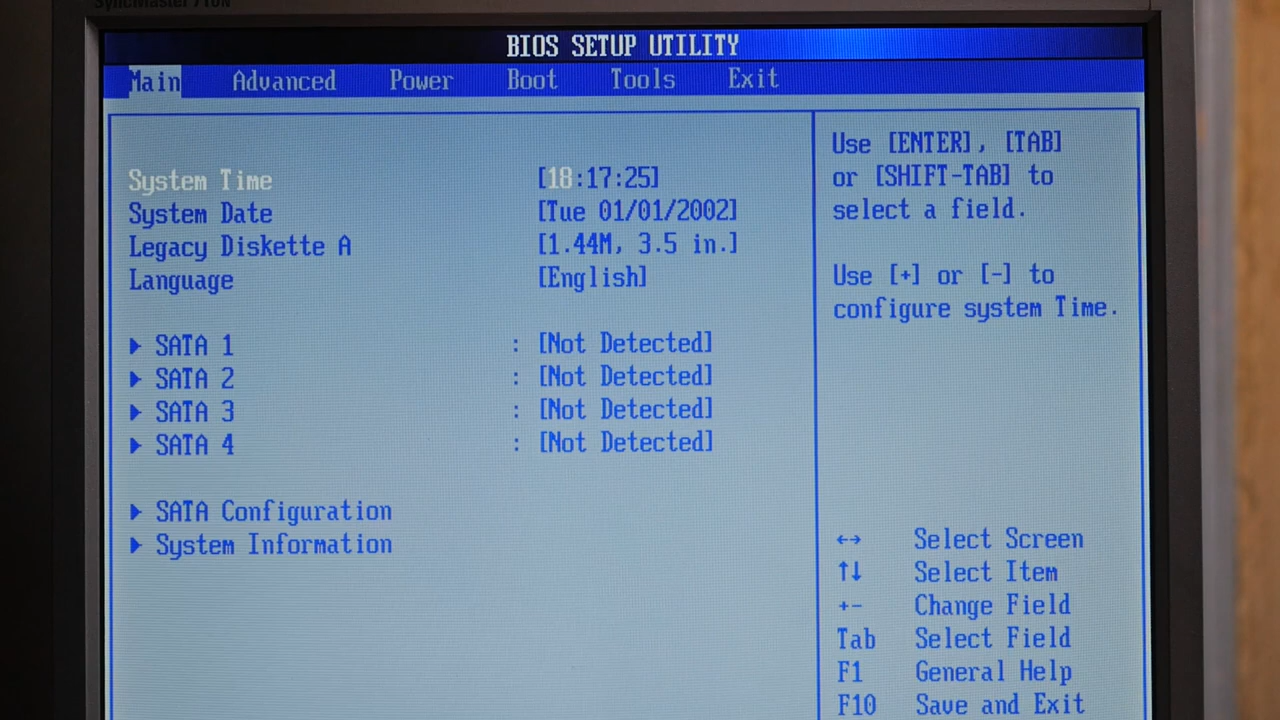 SyncMaster 710N
BIOS SETUP UTILITY
Main Advanced Power Boot Tools Exit
System Time [18:17:25]
System Date [Tue 01/01/2002]
Legacy Diskette A [1.44M, 3.5 in.]
Language [English]
SATA 1 : [Not Detected]
SATA 2 : [Not Detected]
SATA 3 : [Not Detected]
SATA 4 : [Not Detected]
SATA Configuration
System Information
Use [ENTER], [TAB]
or [SHIFT-TAB] to
select a field.
Use [+] or [-] to
configure system Time.
↔ Select Screen
↑↓ Select Item
+- Change Field
Tab Select Field
F1 General Help
F10 Save and Exit